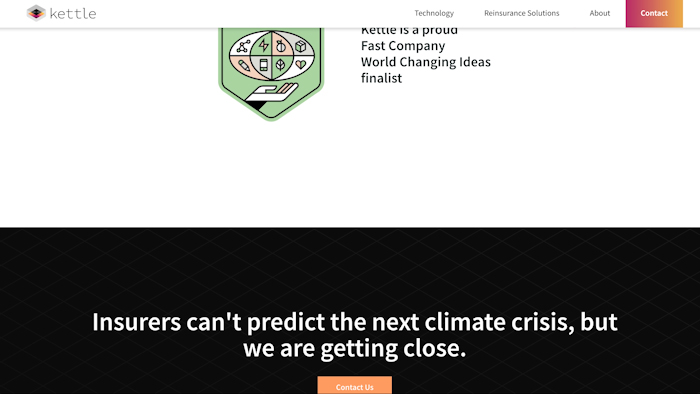 kettle
Technology
Reinsurance Solutions
About
Contact
Kettle is a proud
Fast Company
World Changing Ideas
finalist
Insurers can't predict the next climate crisis, but
we are getting close.
Contact Us